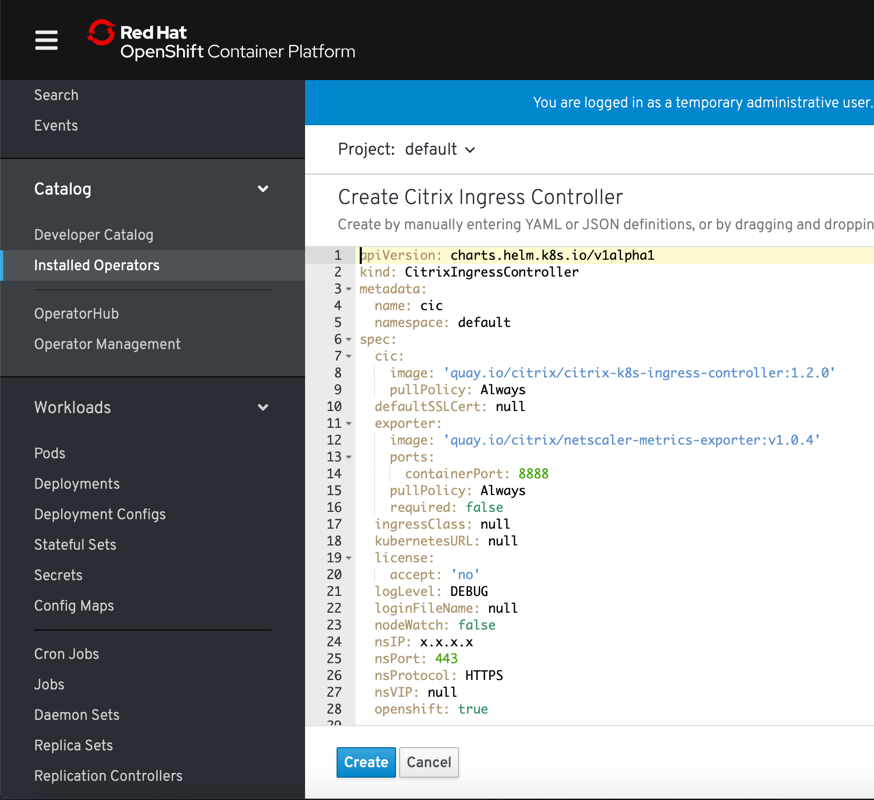 Red Hat
OpenShift Container Platform
Search
Events
Catalog
Developer Catalog
Installed Operators
OperatorHub
Operator Management
Workloads
Pods
Deployments
Deployment Configs
Stateful Sets
Secrets
Config Maps
Cron Jobs
Jobs
Daemon Sets
Replica Sets
Replication Controllers
You are logged in as a temporary administrative user.
Project: default
Create Citrix Ingress Controller
Create by manually entering YAML or JSON definitions, or by dragging and droppin
1 apiVersion: charts.helm.k8s.io/v1alpha1
2 kind: CitrixIngressController
3 metadata:
4 name: cic
5 namespace: default
6 spec:
7 cic:
8 image: 'quay.io/citrix/citrix-k8s-ingress-controller:1.2.0'
9 pullPolicy: Always
10 defaultSSLCert: null
11 exporter:
12 image: 'quay.io/citrix/netscaler-metrics-exporter:v1.0.4'
13 ports:
14 containerPort: 8888
15 pullPolicy: Always
16 required: false
17 ingressClass: null
18 kubernetesURL: null
19 license:
20 accept: 'no'
21 logLevel: DEBUG
22 loginFileName: null
23 nodeWatch: false
24 nsIP: x.x.x.x
25 nsPort: 443
26 nsProtocol: HTTPS
27 nsVIP: null
28 openshift: true
29
Create Cancel